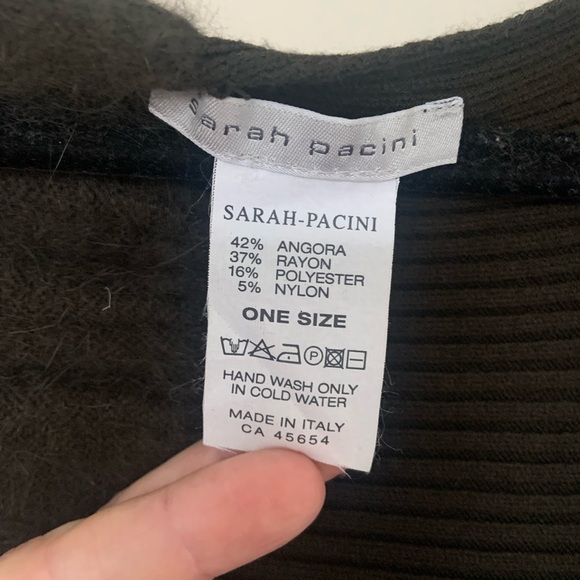 sarah pacini
SARAH-PACINI
42% ANGORA
37% RAYON
16% POLYESTER
5% NYLON
ONE SIZE
P
HAND WASH ONLY
IN COLD WATER
MADE IN ITALY
CA 45654